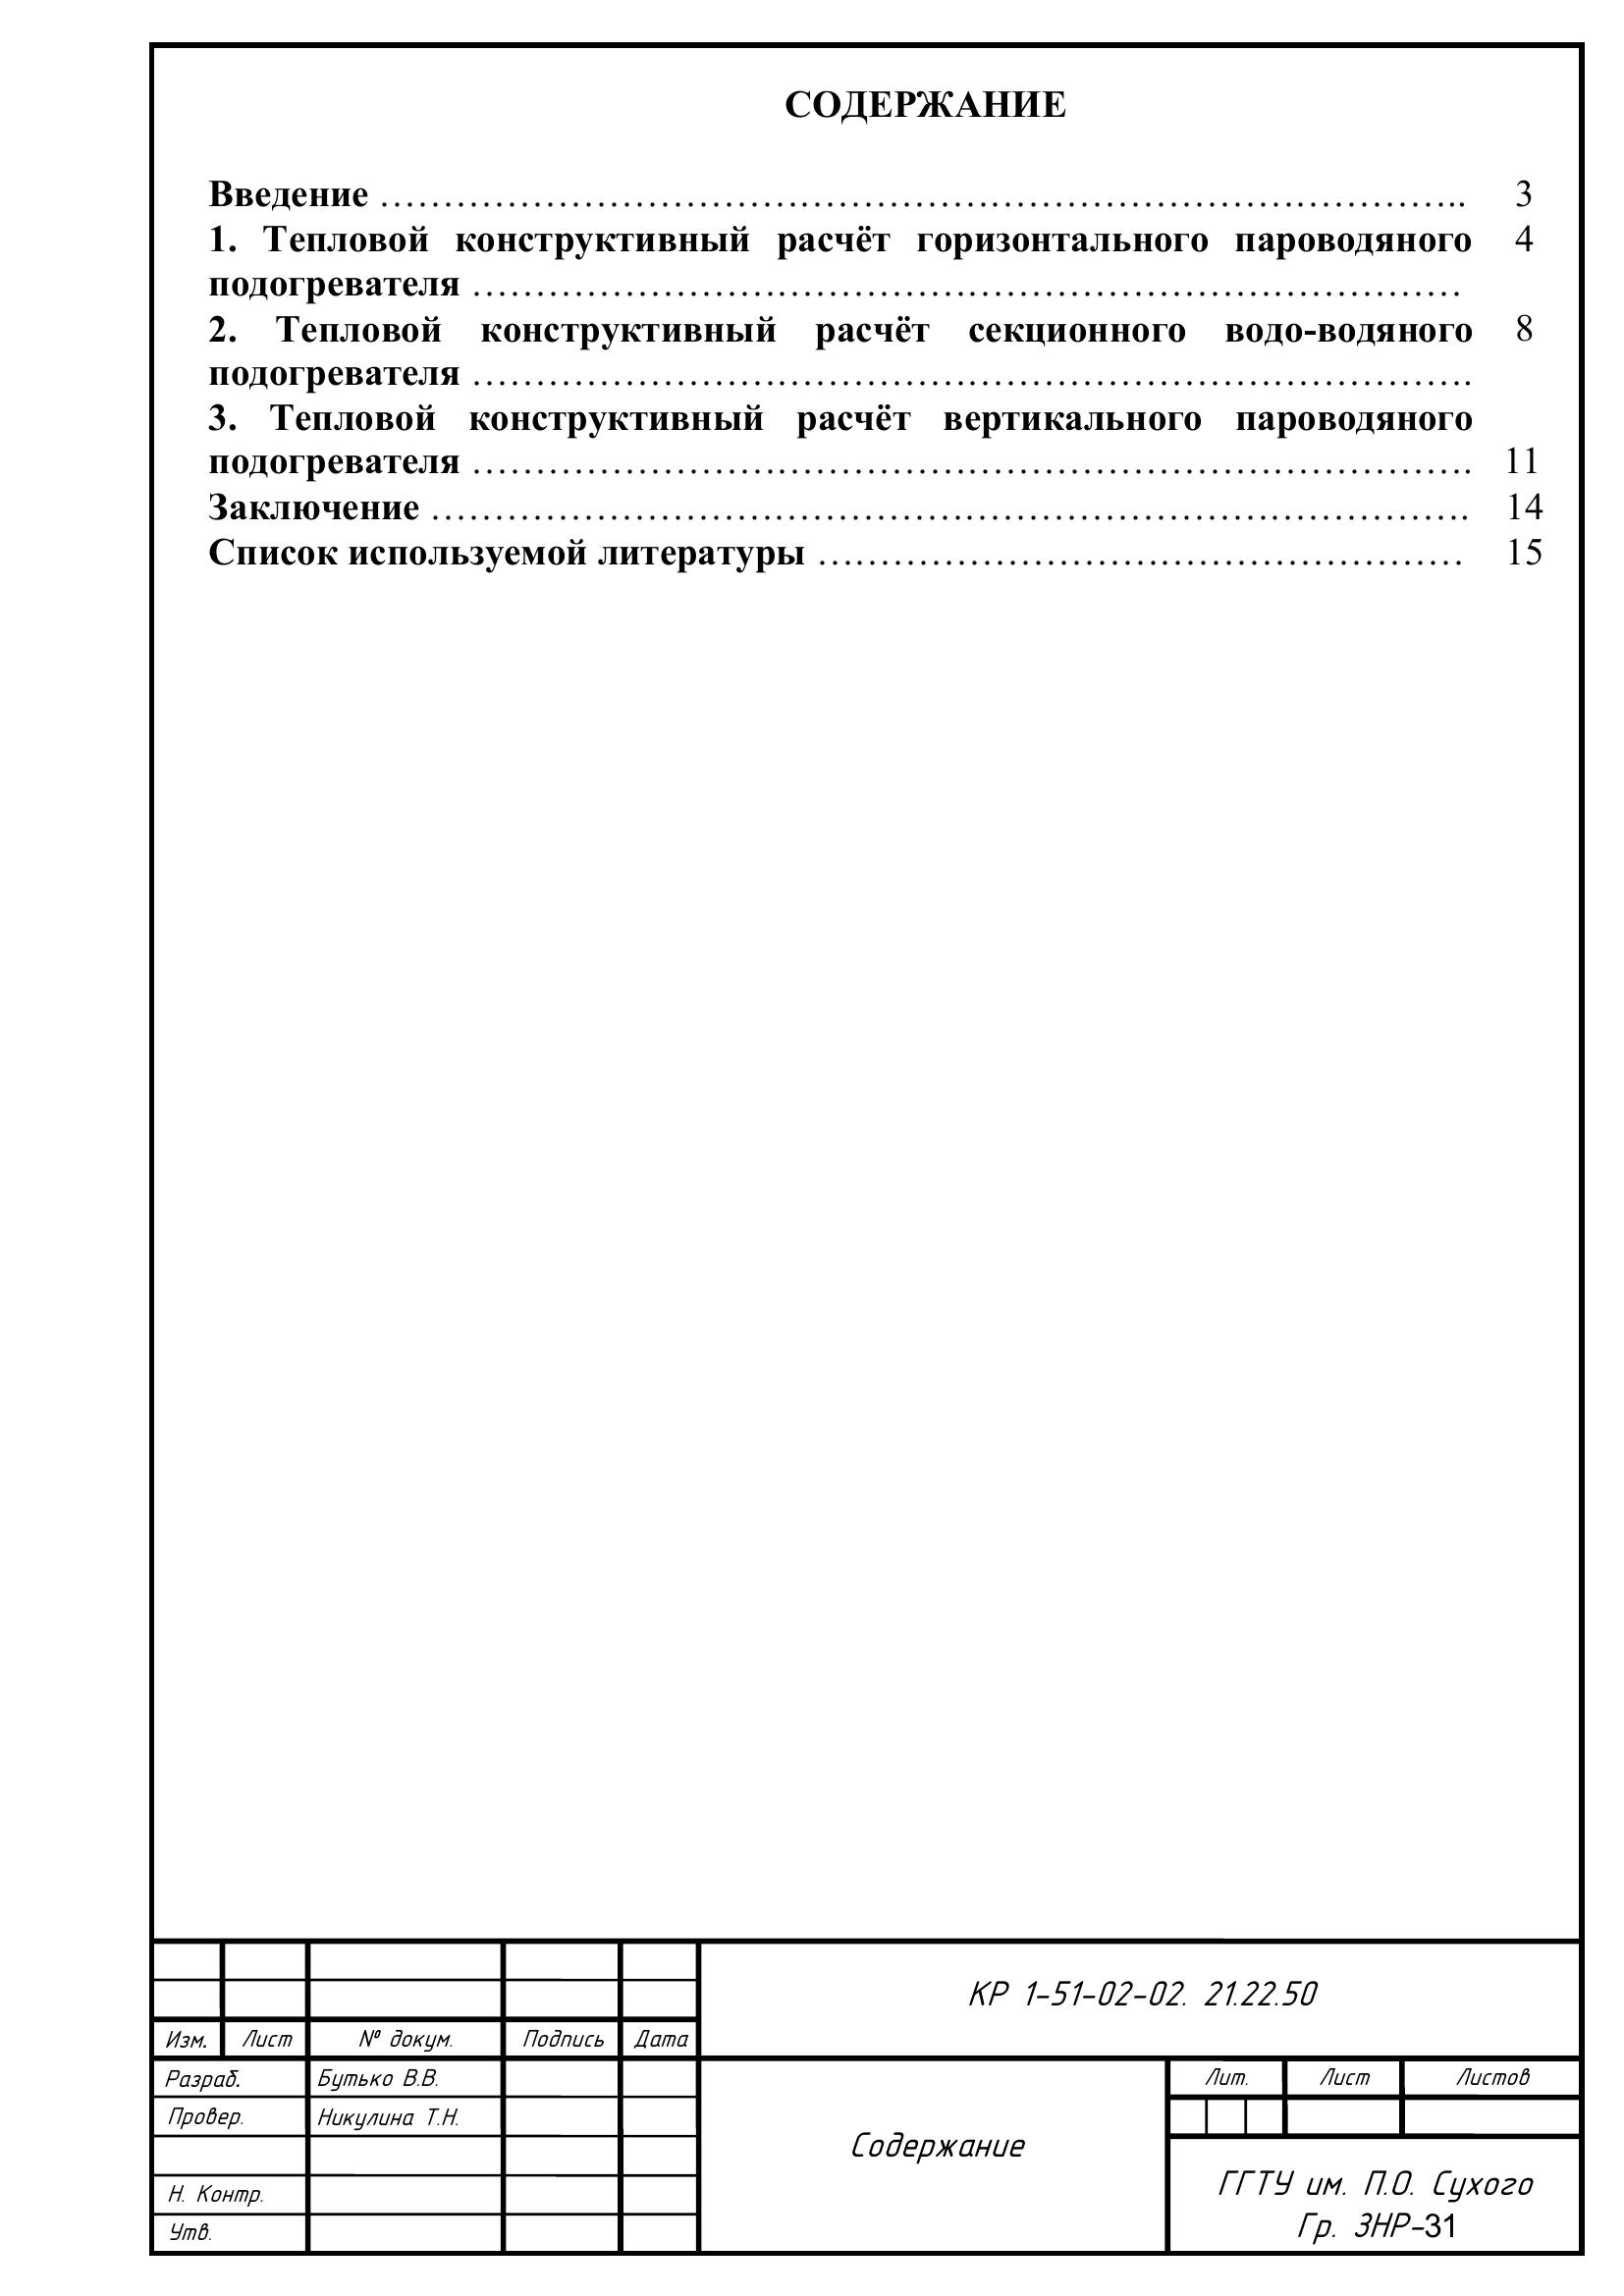 СОДЕРЖАНИЕ
Введение ………………………………………………………………………….. 3
1. Тепловой конструктивный расчёт горизонтального пароводяного 4
подогревателя ……………………………………………………………………
2. Тепловой конструктивный расчёт секционного водо-водяного 8
подогревателя …………………………………………………………………….
3. Тепловой конструктивный расчёт вертикального пароводяного
подогревателя ……………………………………………………………………. 11
Заключение ………………………………………………………………………. 14
Список используемой литературы …………………………………………… 15
КР 1-51-02-02. 21.22.50
Изм. Лист № докум. Подпись Дата
Разраб. Бутько В.В.
Провер. Никулина Т.Н.
Н. Контр.
Утв.
Содержание
Лит. Лист Листов
ГГТУ им. П.О. Сухого
Гр. ЗНР-31